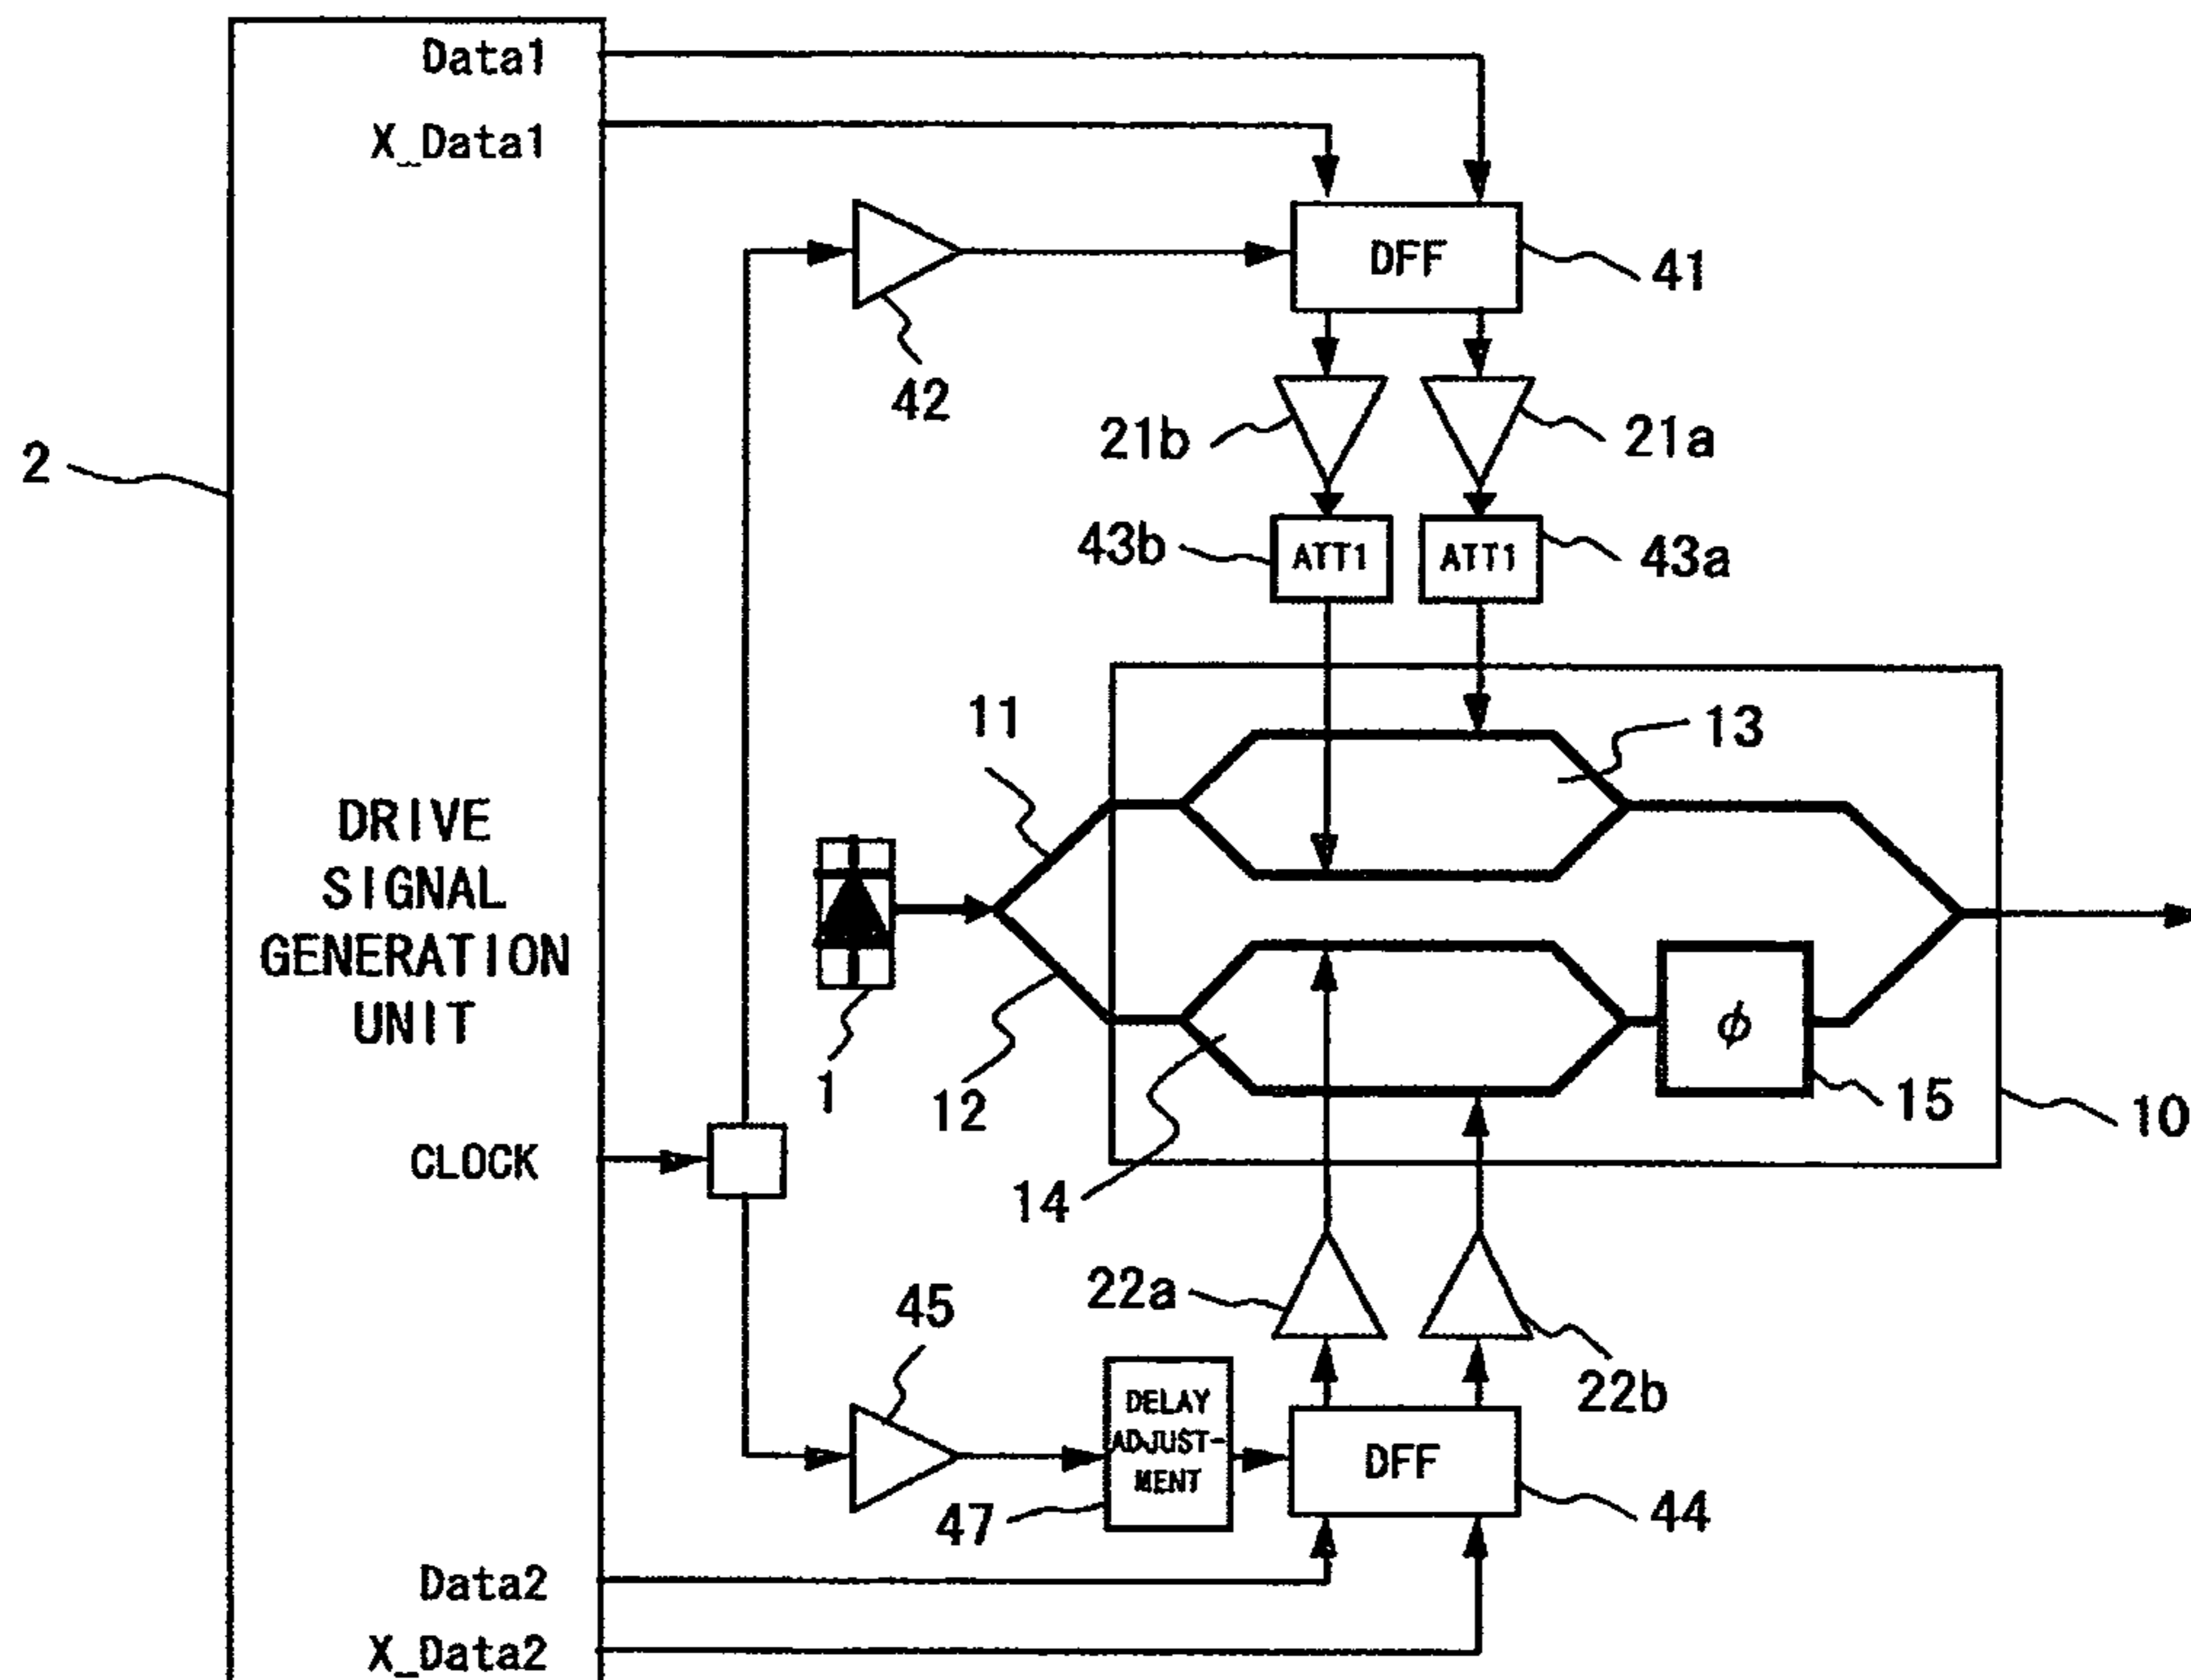 Data1
X_Data1
DFF
41
42
21b
21a
2
43b
ATT1
ATT1
43a
11
13
DRIVE
SIGNAL
GENERATION
UNIT
φ
1
12
15
10
CLOCK
14
22a
45
22b
DELAY
ADJUST-
MENT
DFF
47
44
Data2
X_Data2